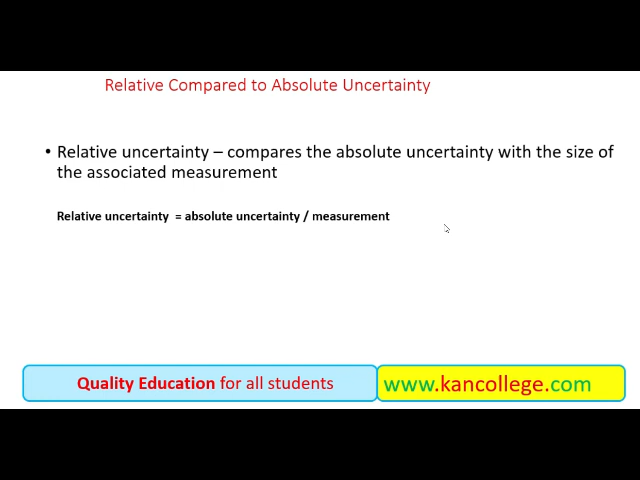 Relative Compared to Absolute Uncertainty
• Relative uncertainty – compares the absolute uncertainty with the size of
the associated measurement
Relative uncertainty = absolute uncertainty / measurement
Quality Education for all students
www.kancollege.com